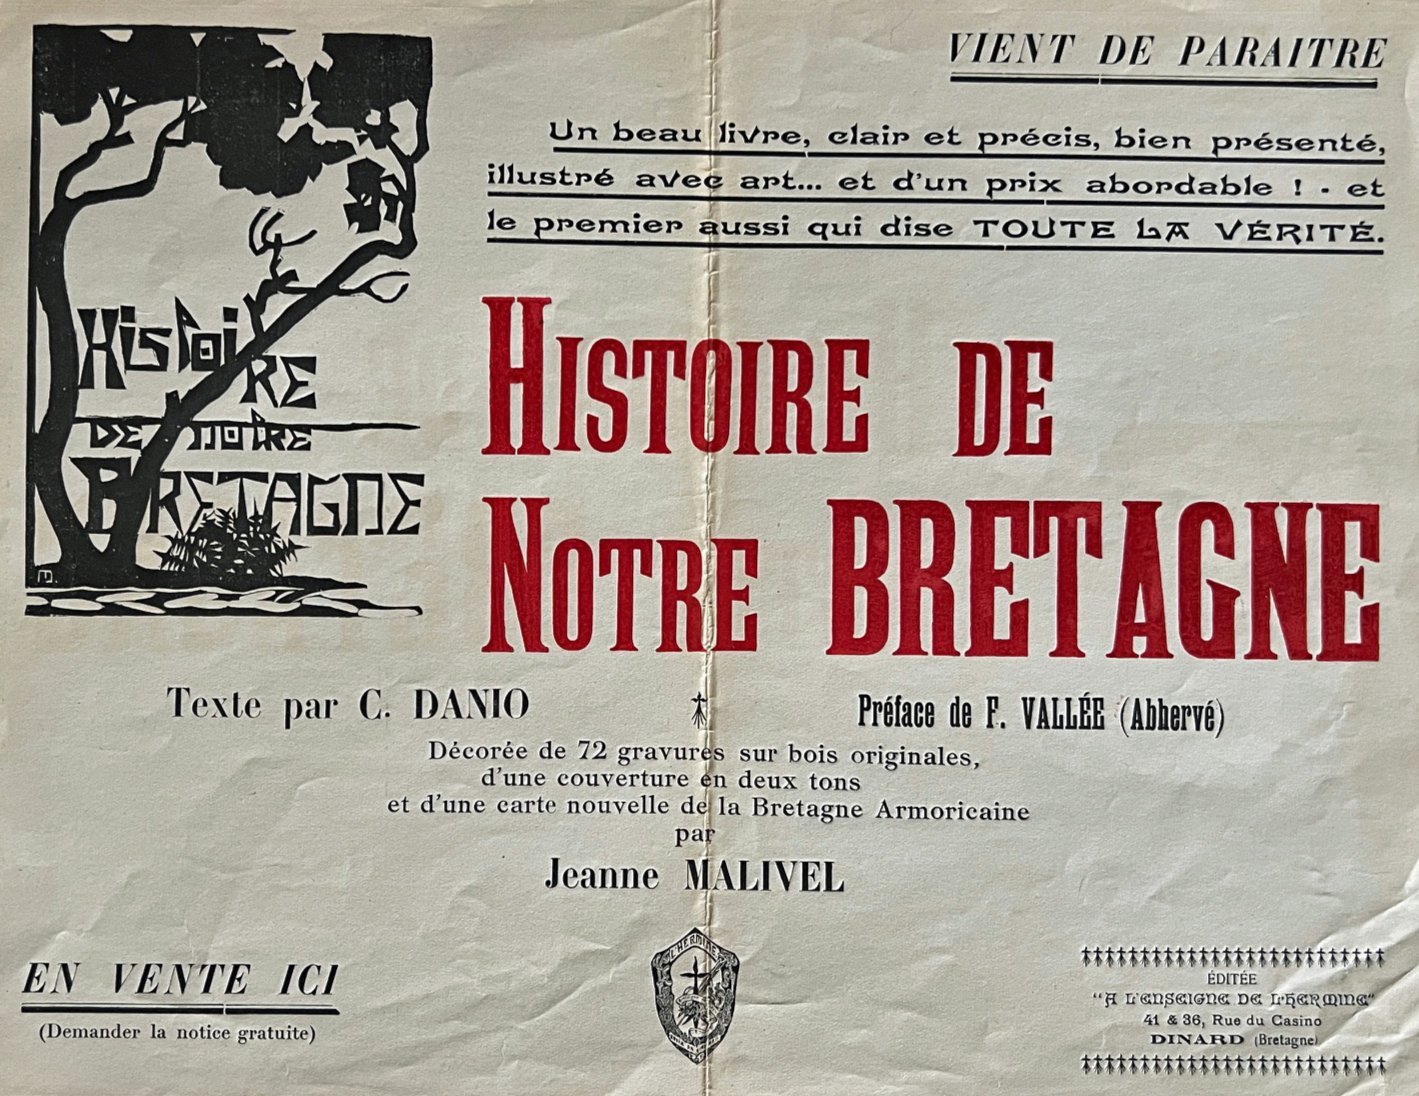 VIENT DE PARAITRE
Un beau livre, clair et précis, bien présenté,
illustré avec art... et d'un prix abordable ! - et
le premier aussi qui dise TOUTE LA VÉRITÉ.
Histoire
DE NOTRE
BRETAGNE
M.
HISTOIRE DE
NOTRE BRETAGNE
Texte par C. DANIO
Préface de F. VALLÉE (Abhervé)
Décorée de 72 gravures sur bois originales,
d'une couverture en deux tons
et d'une carte nouvelle de la Bretagne Armoricaine
par
Jeanne MALIVEL
L'HERMINE
EN VENTE ICI
(Demander la notice gratuite)
ÉDITÉE
"A L'ENSEIGNE DE L'HERMINE"
41 & 36, Rue du Casino
DINARD (Bretagne)